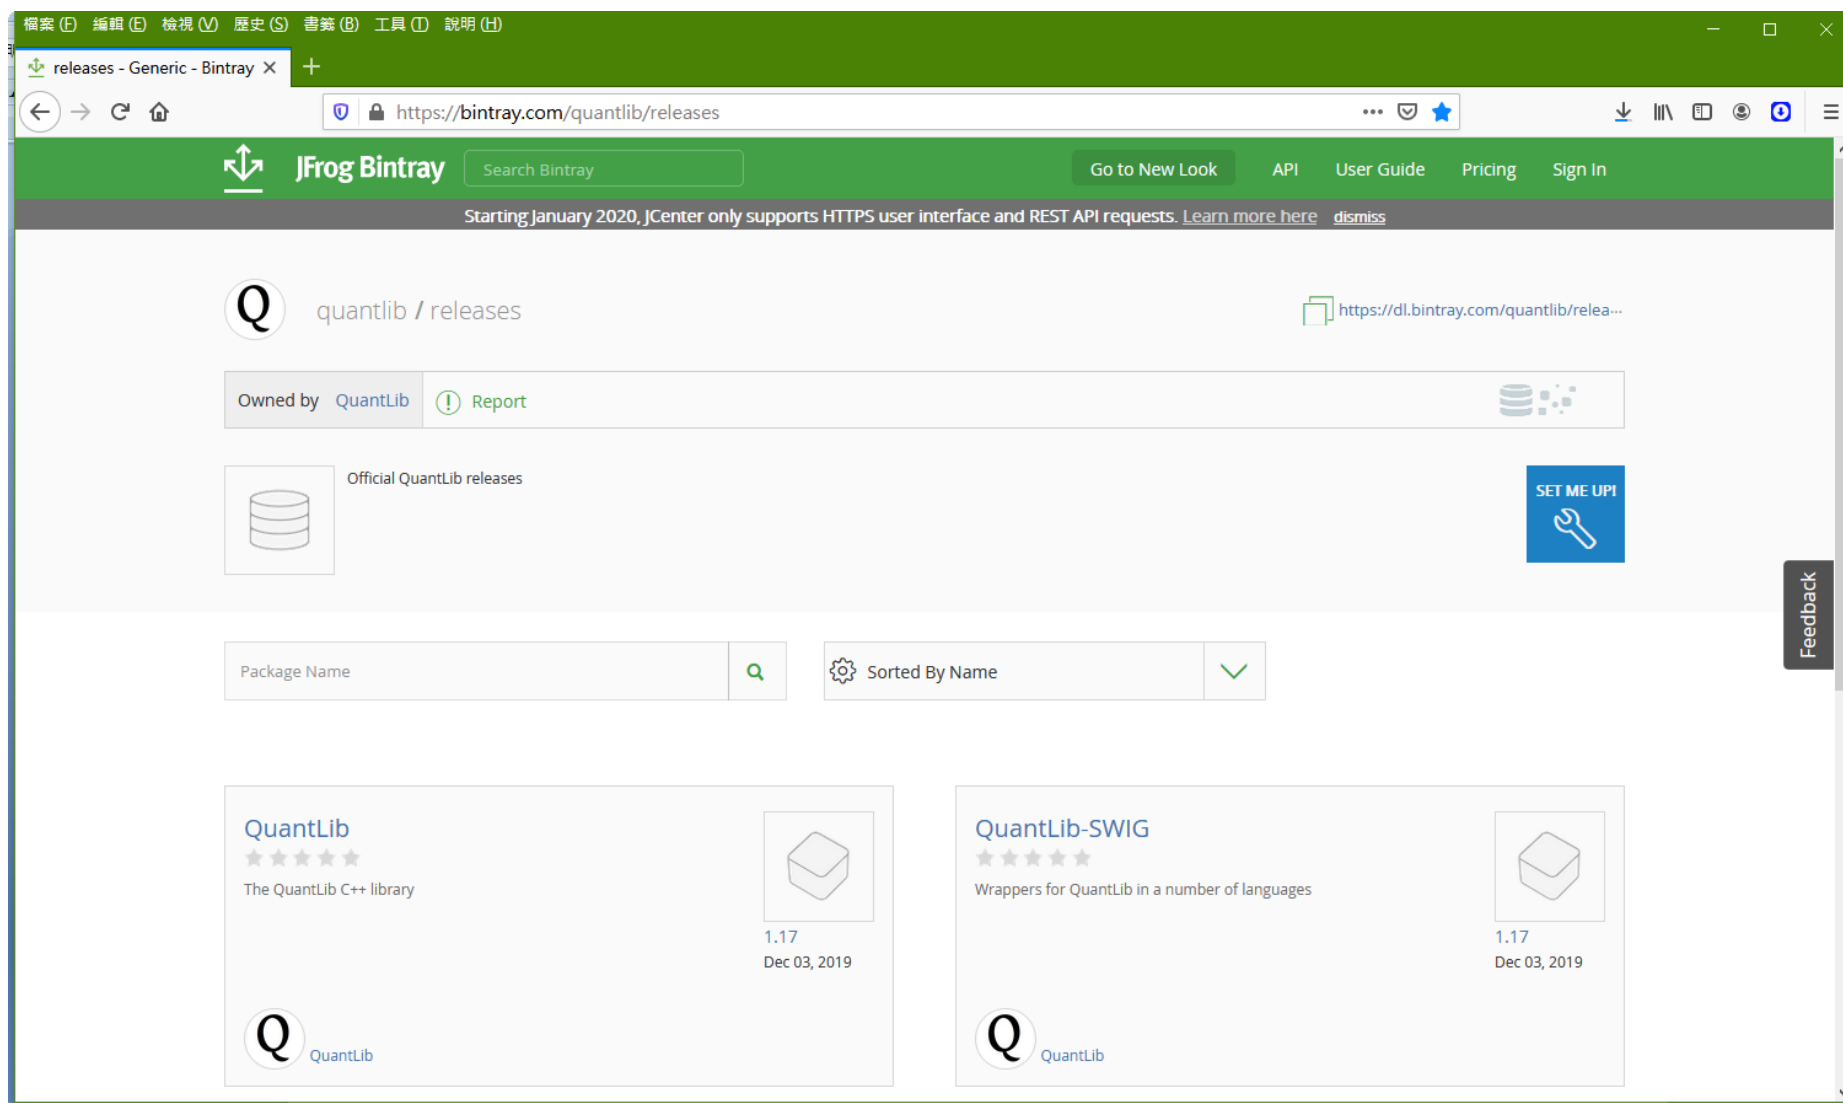 檔案 (F) 編輯 (E) 檢視 (V) 歷史 (S) 書籤 (B) 工具 (T) 說明 (H)
releases - Generic - Bintray
https://bintray.com/quantlib/releases
JFrog Bintray Search Bintray Go to New Look API User Guide Pricing Sign In
Starting January 2020, JCenter only supports HTTPS user interface and REST API requests. Learn more here dismiss
Q quantlib / releases https://dl.bintray.com/quantlib/relea...
Owned by QuantLib Report
Official QuantLib releases
SET ME UP!
Feedback
Package Name Sorted By Name
QuantLib
The QuantLib C++ library
1.17
Dec 03, 2019
Q QuantLib
QuantLib-SWIG
Wrappers for QuantLib in a number of languages
1.17
Dec 03, 2019
Q QuantLib